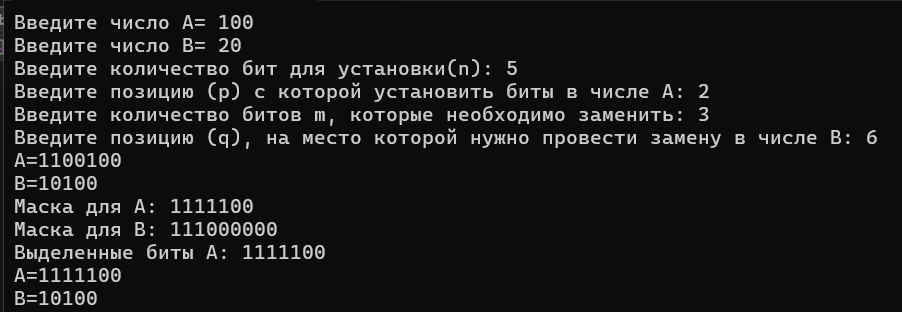 Введите число A= 100
Введите число B= 20
Введите количество бит для установки(n): 5
Введите позицию (p) с которой установить биты в числе A: 2
Введите количество битов m, которые необходимо заменить: 3
Введите позицию (q), на место которой нужно провести замену в числе B: 6
A=1100100
B=10100
Маска для A: 1111100
Маска для B: 111000000
Выделенные биты A: 1111100
A=1111100
B=10100